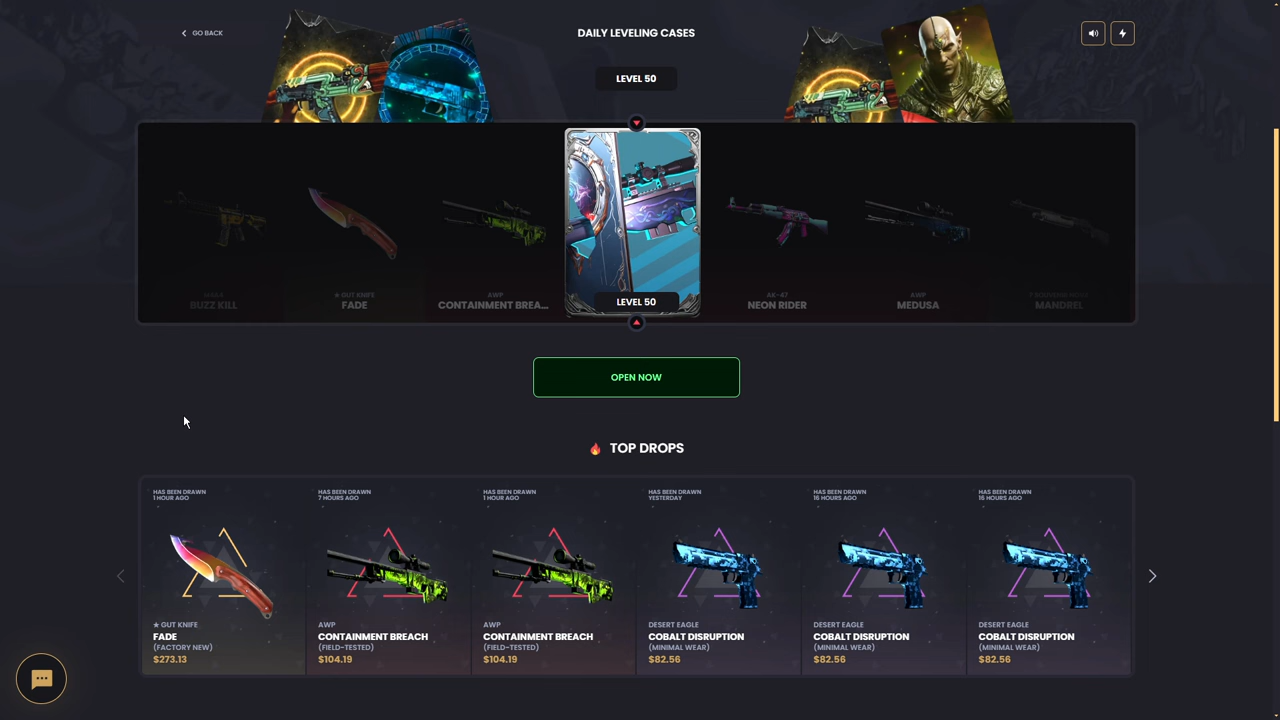 GO BACK
DAILY LEVELING CASES
LEVEL 50
M4A4
BUZZ KILL
★ GUT KNIFE
FADE
AWP
CONTAINMENT BREA...
LEVEL 50
AK-47
NEON RIDER
AWP
MEDUSA
MANDREL
OPEN NOW
TOP DROPS
HAS BEEN DRAWN
1 HOUR AGO
★ GUT KNIFE
FADE
(FACTORY NEW)
$273.13
HAS BEEN DRAWN
7 HOURS AGO
AWP
CONTAINMENT BREACH
(FIELD-TESTED)
$104.19
HAS BEEN DRAWN
1 HOUR AGO
AWP
CONTAINMENT BREACH
(FIELD-TESTED)
$104.19
HAS BEEN DRAWN
YESTERDAY
DESERT EAGLE
COBALT DISRUPTION
(MINIMAL WEAR)
$82.56
HAS BEEN DRAWN
16 HOURS AGO
DESERT EAGLE
COBALT DISRUPTION
(MINIMAL WEAR)
$82.56
HAS BEEN DRAWN
16 HOURS AGO
DESERT EAGLE
COBALT DISRUPTION
(MINIMAL WEAR)
$82.56